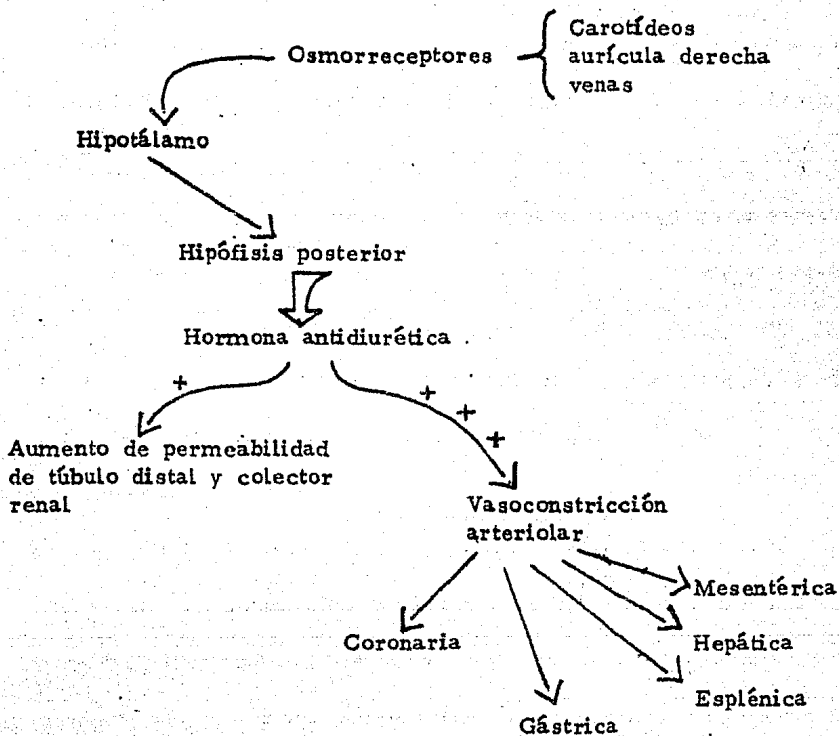 Osmorreceptores
Carotídeos
aurícula derecha
venas
Hipotálamo
Hipófisis posterior
Hormona antidiurética
+
+
+
+
Aumento de permeabilidad
de túbulo distal y colector
renal
Vasoconstricción
arteriolar
Mesentérica
Coronaria
Hepática
Esplénica
Gástrica